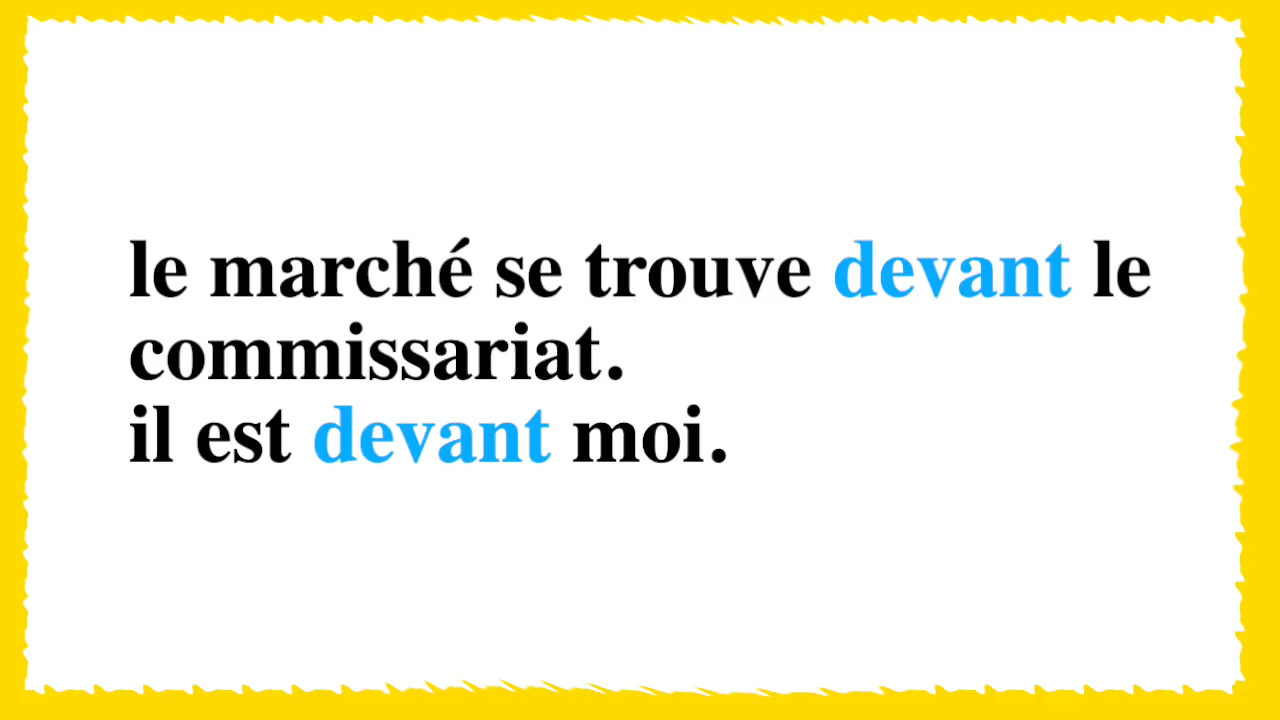 le marché se trouve devant le
commissariat.
il est devant moi.